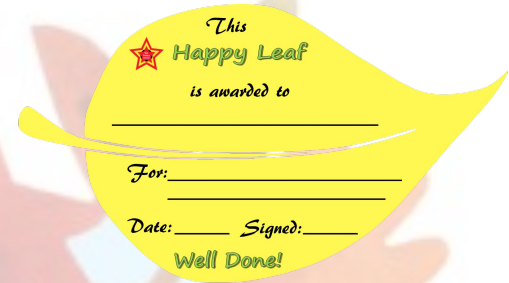 This
Happy Leaf
is awarded to
For:
Date: Signed:
Well Done!